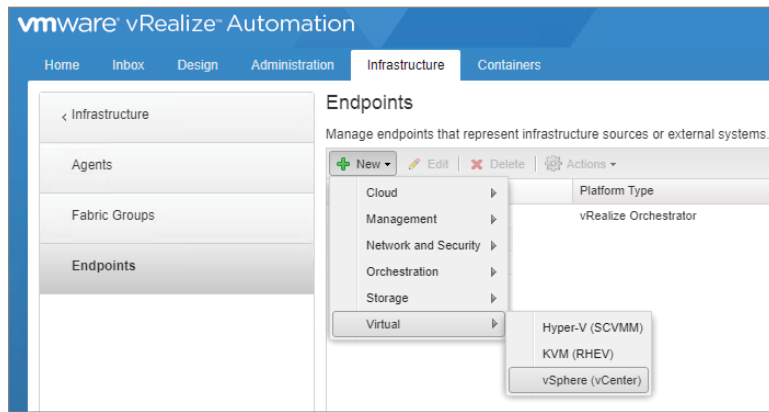 vmware vRealize™ Automation
Home Inbox Design Administration Infrastructure Containers
< Infrastructure
Agents
Fabric Groups
Endpoints
Endpoints
Manage endpoints that represent infrastructure sources or external systems.
New Edit Delete Actions
Platform Type
vRealize Orchestrator
Cloud
Management
Network and Security
Orchestration
Storage
Virtual
Hyper-V (SCVMM)
KVM (RHEV)
vSphere (vCenter)